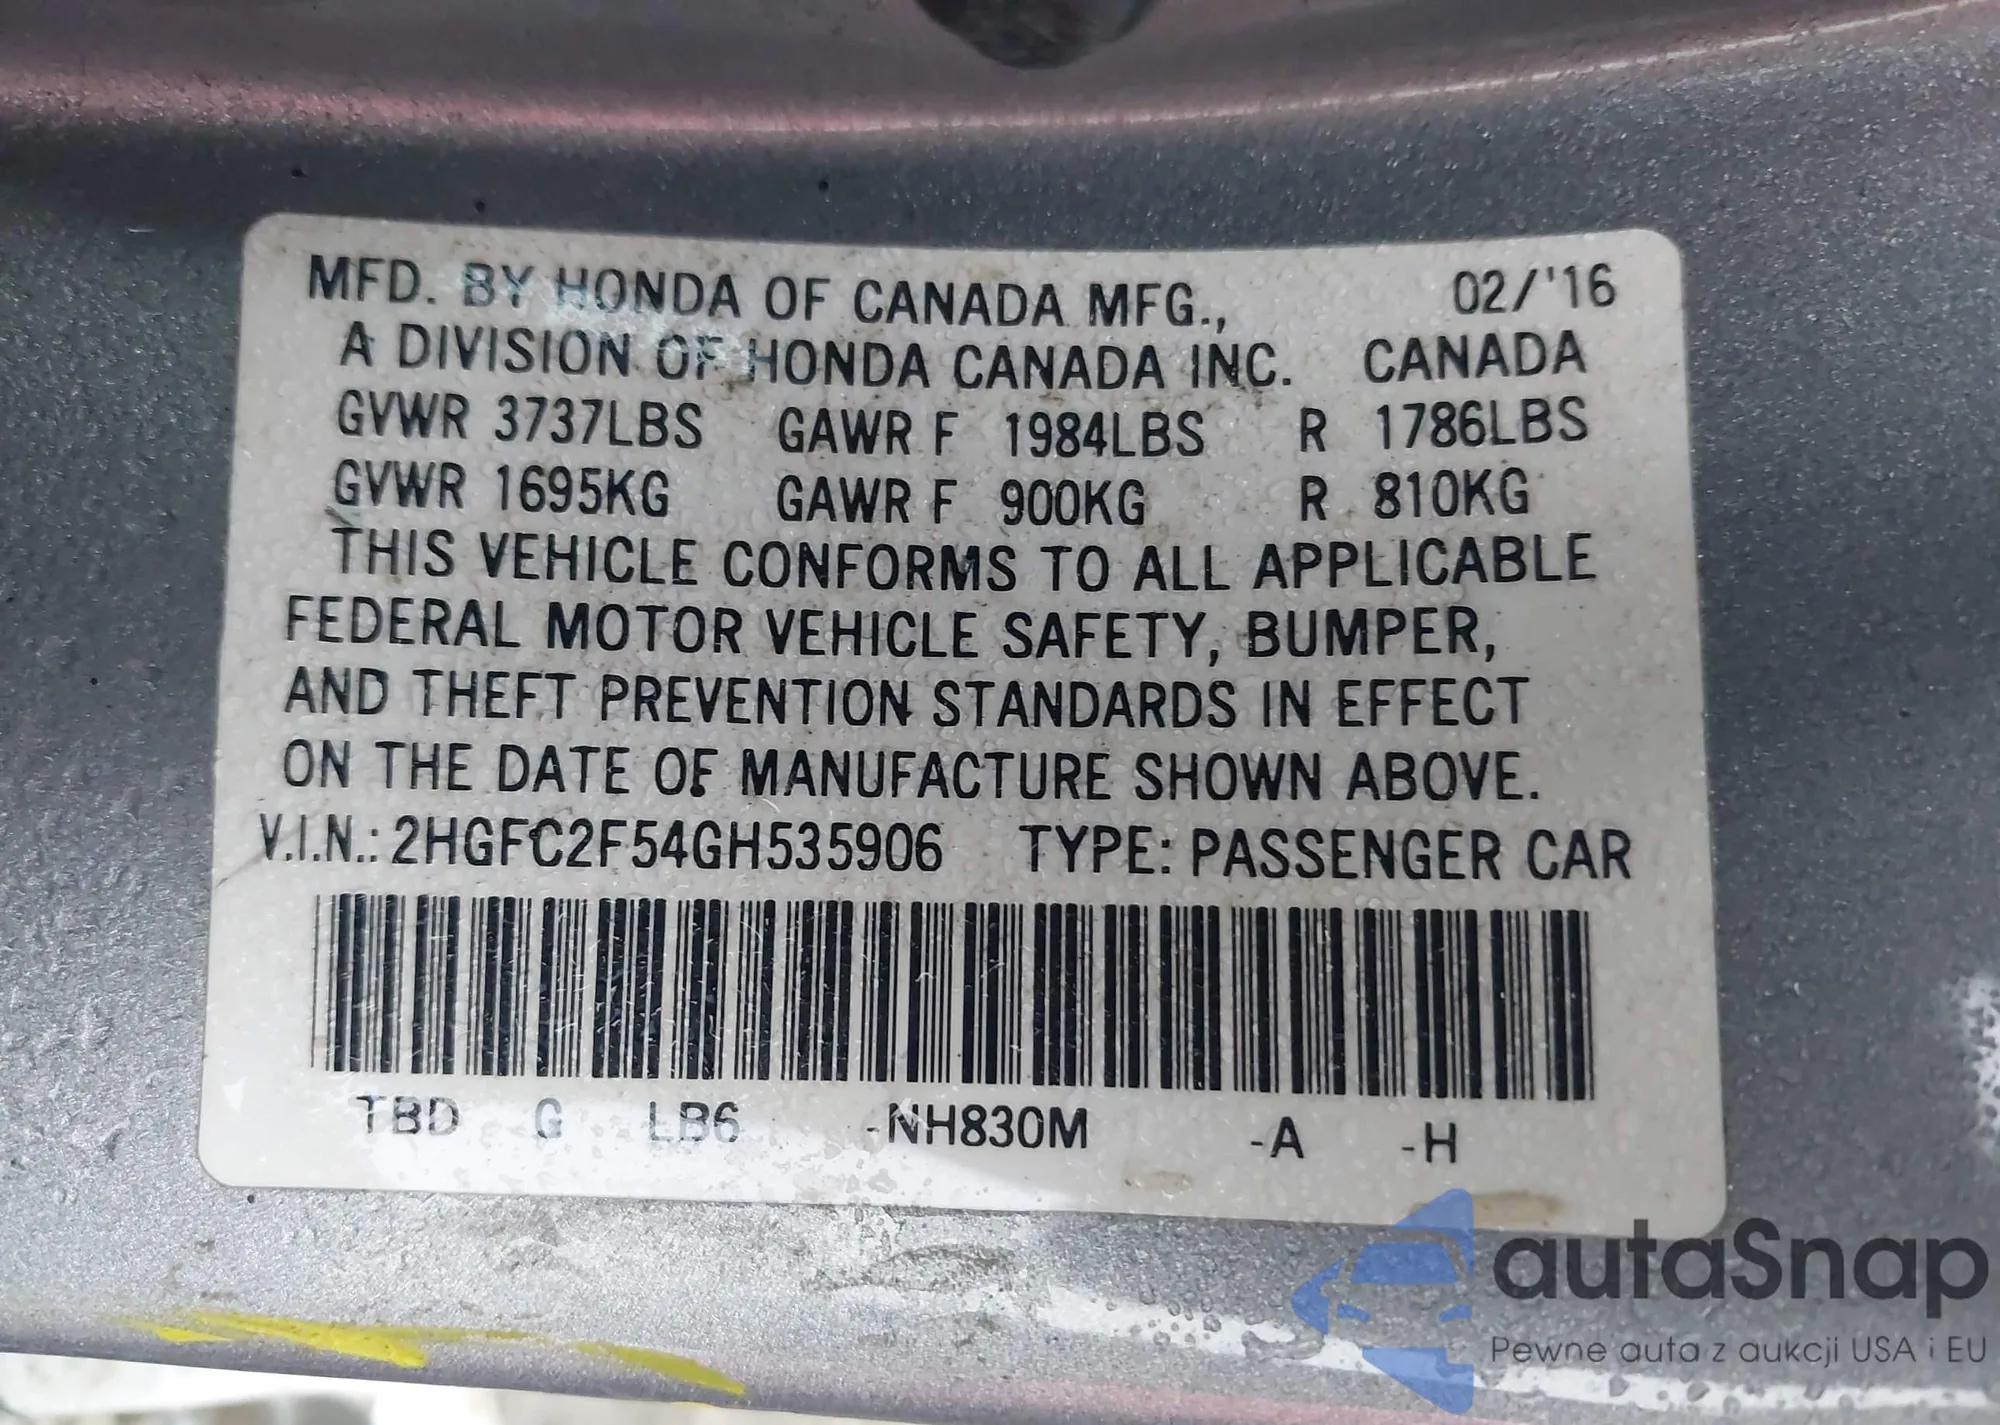 MFD. BY HONDA OF CANADA MFG., 02/'16
A DIVISION OF HONDA CANADA INC. CANADA
GVWR 3737LBS GAWR F 1984LBS R 1786LBS
GVWR 1695KG GAWR F 900KG R 810KG
THIS VEHICLE CONFORMS TO ALL APPLICABLE
FEDERAL MOTOR VEHICLE SAFETY, BUMPER,
AND THEFT PREVENTION STANDARDS IN EFFECT
ON THE DATE OF MANUFACTURE SHOWN ABOVE.
V.I.N.: 2HGFC2F54GH535906 TYPE: PASSENGER CAR
TBD G LB6 -NH830M -A -H
autaSnap
Pewne auta z aukcji USA i EU